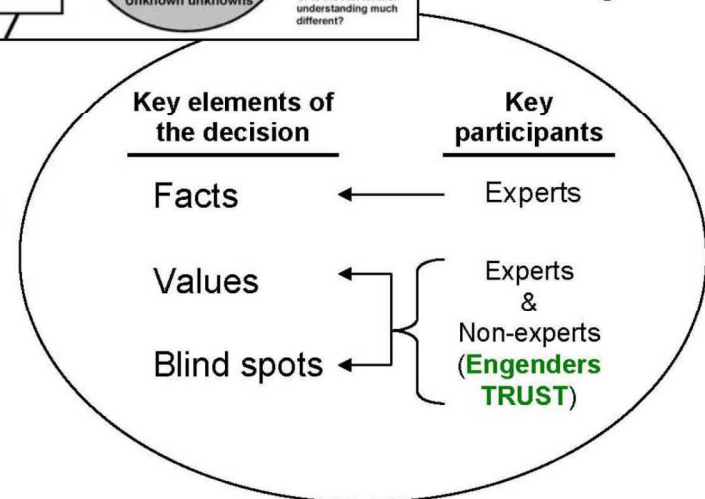 Unknown unknowns
understanding much
different?
Key elements of
the decision
Key
participants
Facts
Experts
Values
Experts
&
Non-experts
Blind spots
(Engenders
TRUST)